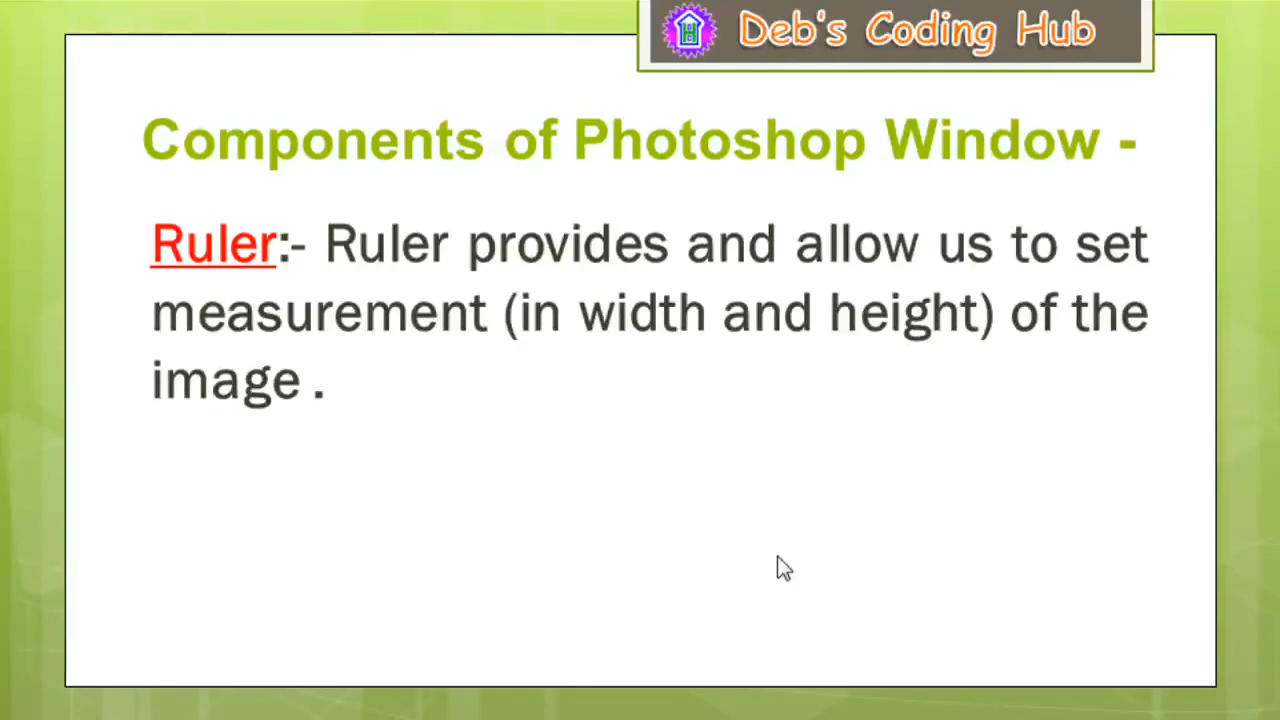 Deb's Coding Hub
Components of Photoshop Window -
Ruler:- Ruler provides and allow us to set
measurement (in width and height) of the
image .